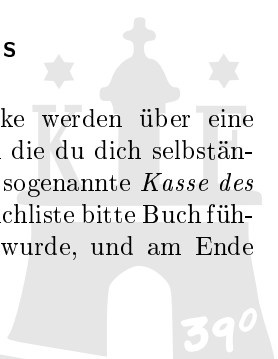 s
ke werden über eine
die du dich selbstän-
sogenannte Kasse des
chliste bitte Buch füh-
wurde, und am Ende
K F
39⁰